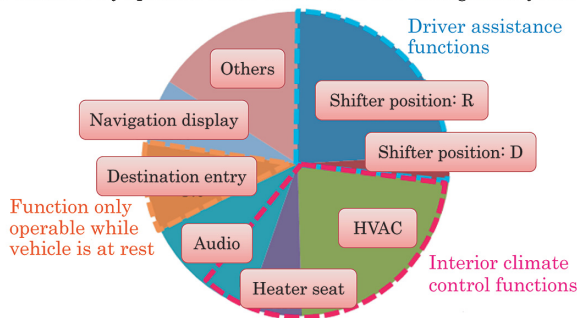 Driver assistance
functions
Others
Shifter position: R
Navigation display
Shifter position: D
Destination entry
Function only
operable while
vehicle is at rest
Audio
HVAC
Heater seat
Interior climate
control functions